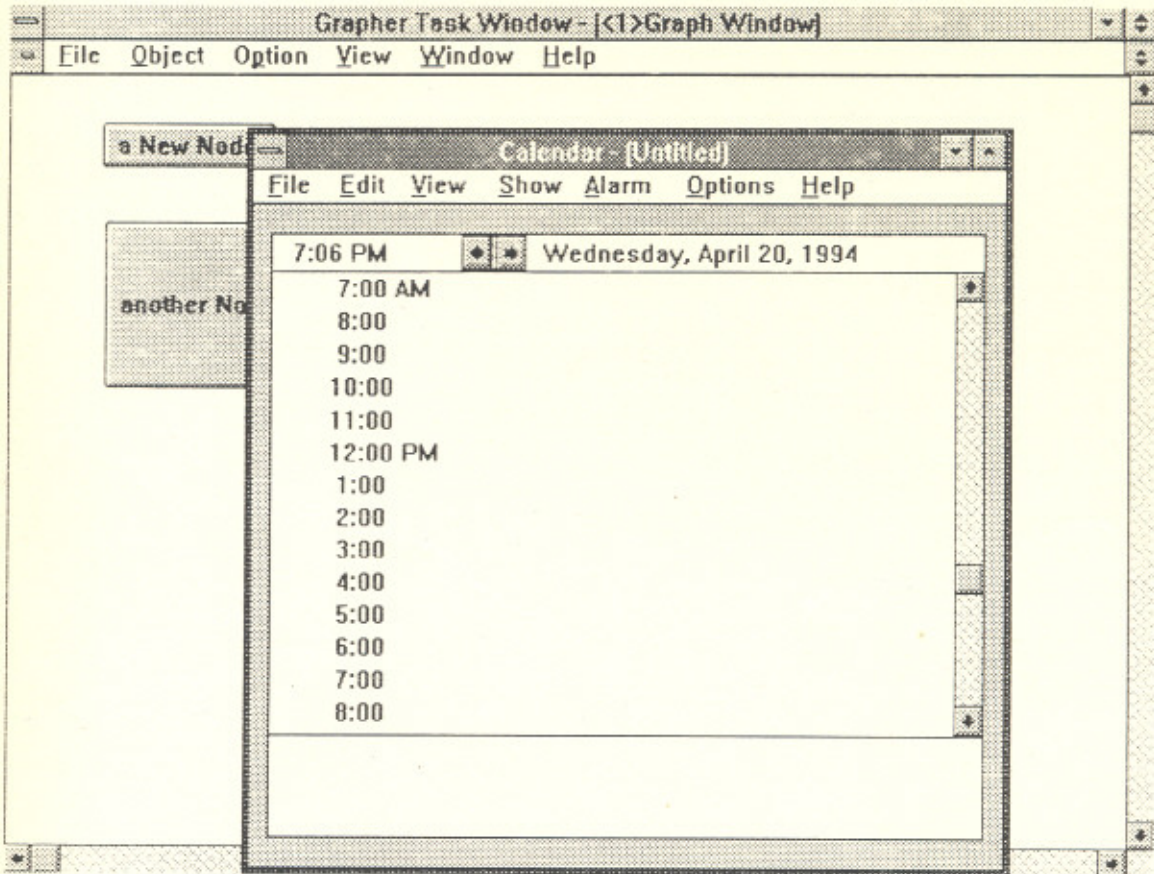 Grapher Task Window - [<1>Graph Window]
File Object Option View Window Help
a New Node
Calendar - [Untitled]
File Edit View Show Alarm Options Help
7:06 PM Wednesday, April 20, 1994
7:00 AM
another No
8:00
9:00
10:00
11:00
12:00 PM
1:00
2:00
3:00
4:00
5:00
6:00
7:00
8:00